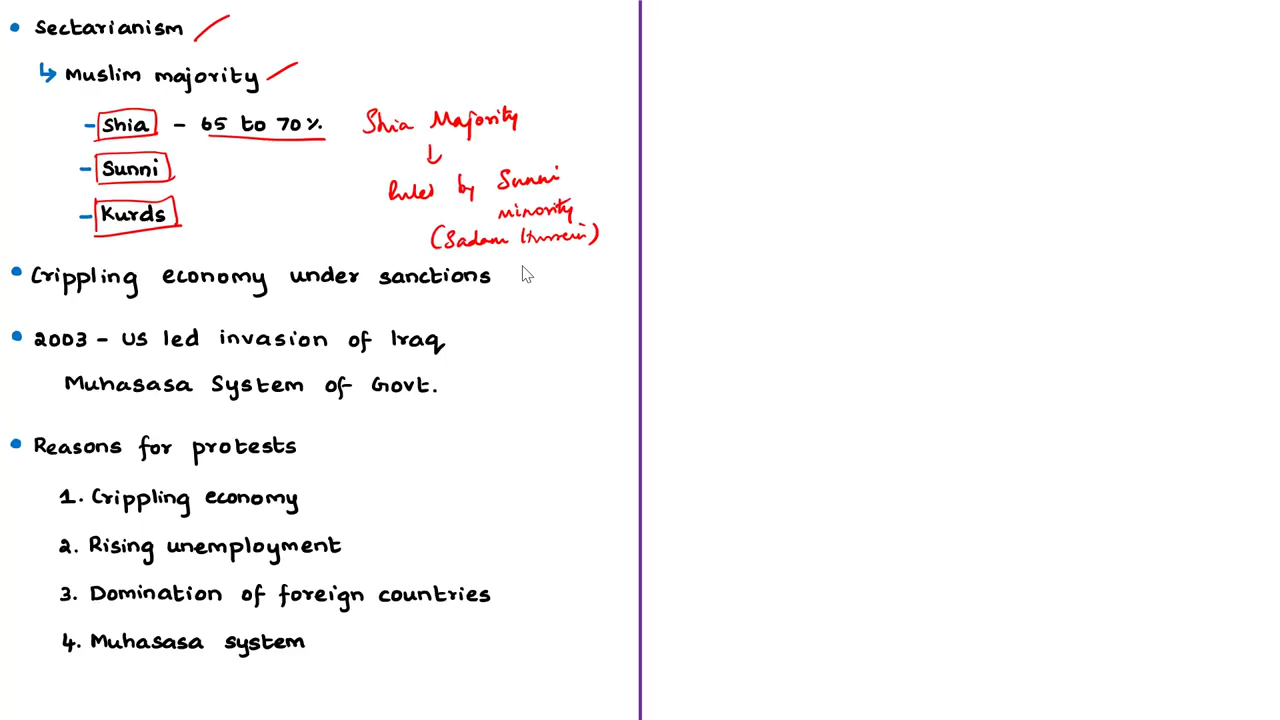 • Sectarianism
↳ Muslim majority
- Shia - 65 to 70%.
- Sunni
- Kurds
Shia Majority
↓
Ruled by Sunni
minority
(Sadam Hussein)
• Crippling economy under sanctions
• 2003 - US led invasion of Iraq
Muhasasa System of Govt.
• Reasons for protests
1. Crippling economy
2. Rising unemployment
3. Domination of foreign countries
4. Muhasasa system